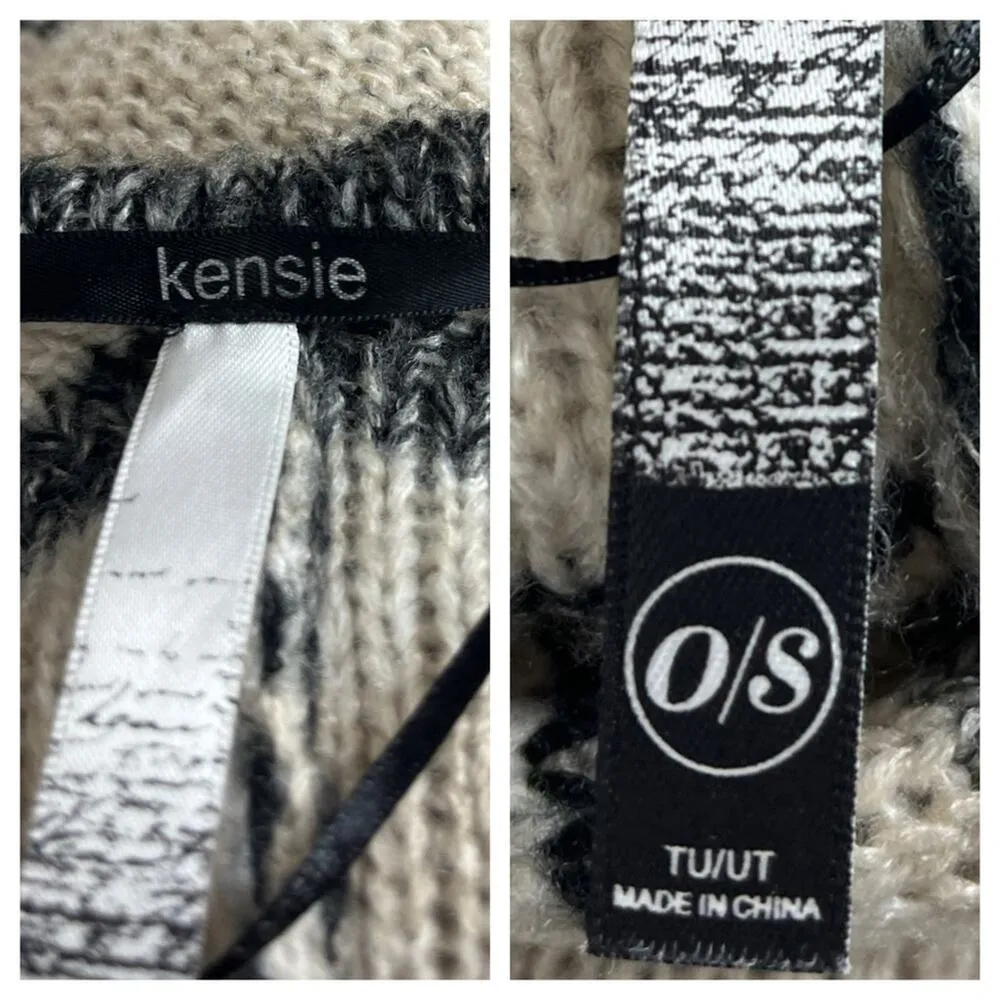 kensie
O/S
TU/UT
MADE IN CHINA